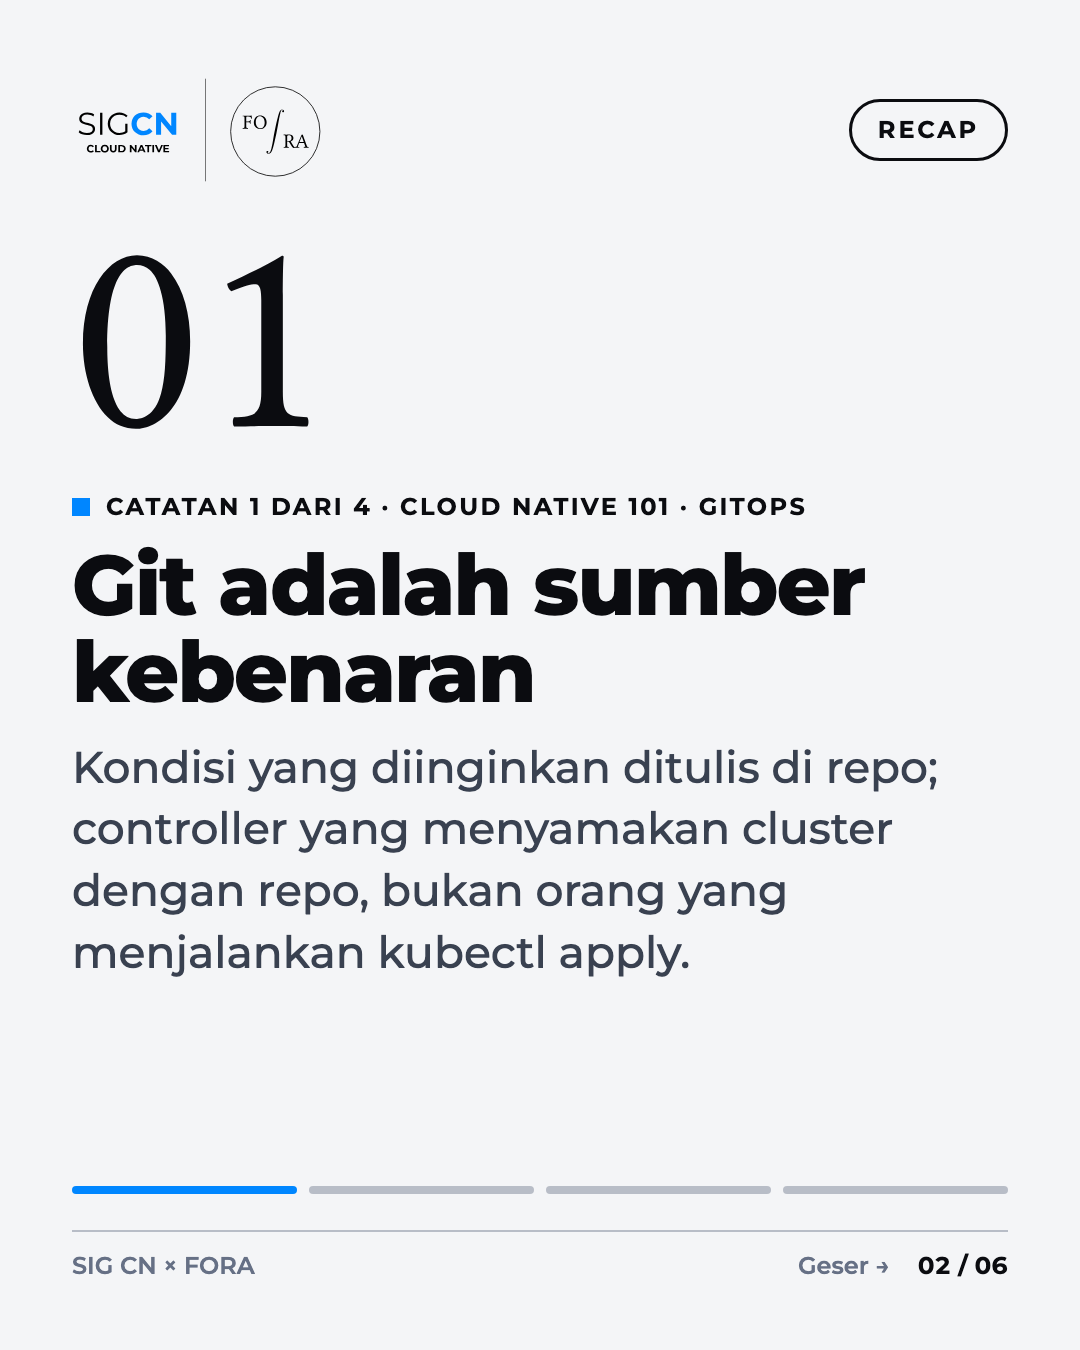 SIGCN
CLOUD NATIVE
FO RA
RECAP
01
CATATAN 1 DARI 4 · CLOUD NATIVE 101 · GITOPS
Git adalah sumber
kebenaran
Kondisi yang diinginkan ditulis di repo;
controller yang menyamakan cluster
dengan repo, bukan orang yang
menjalankan kubectl apply.
SIG CN × FORA
Geser → 02 / 06